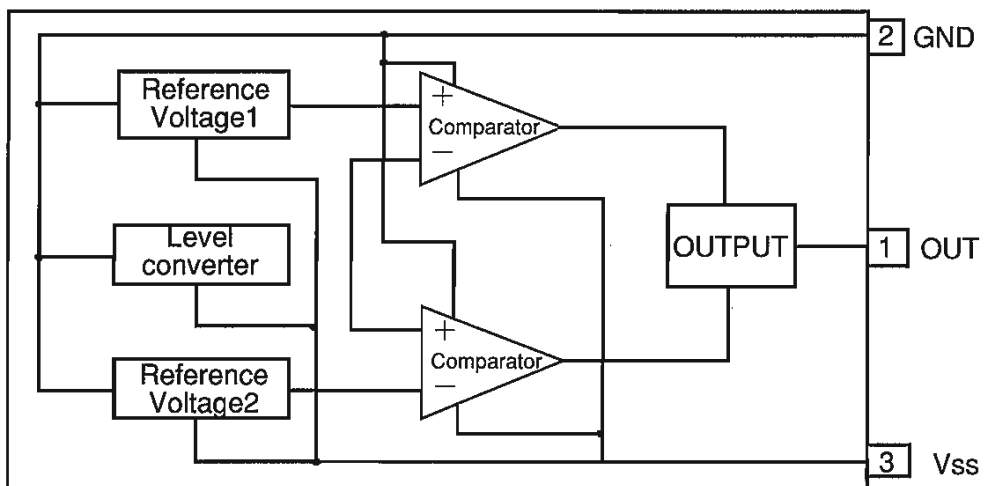 2 GND
Reference
Voltage1
+
Comparator
−
Level
converter
OUTPUT
1 OUT
Reference
Voltage2
+
Comparator
−
3 Vss